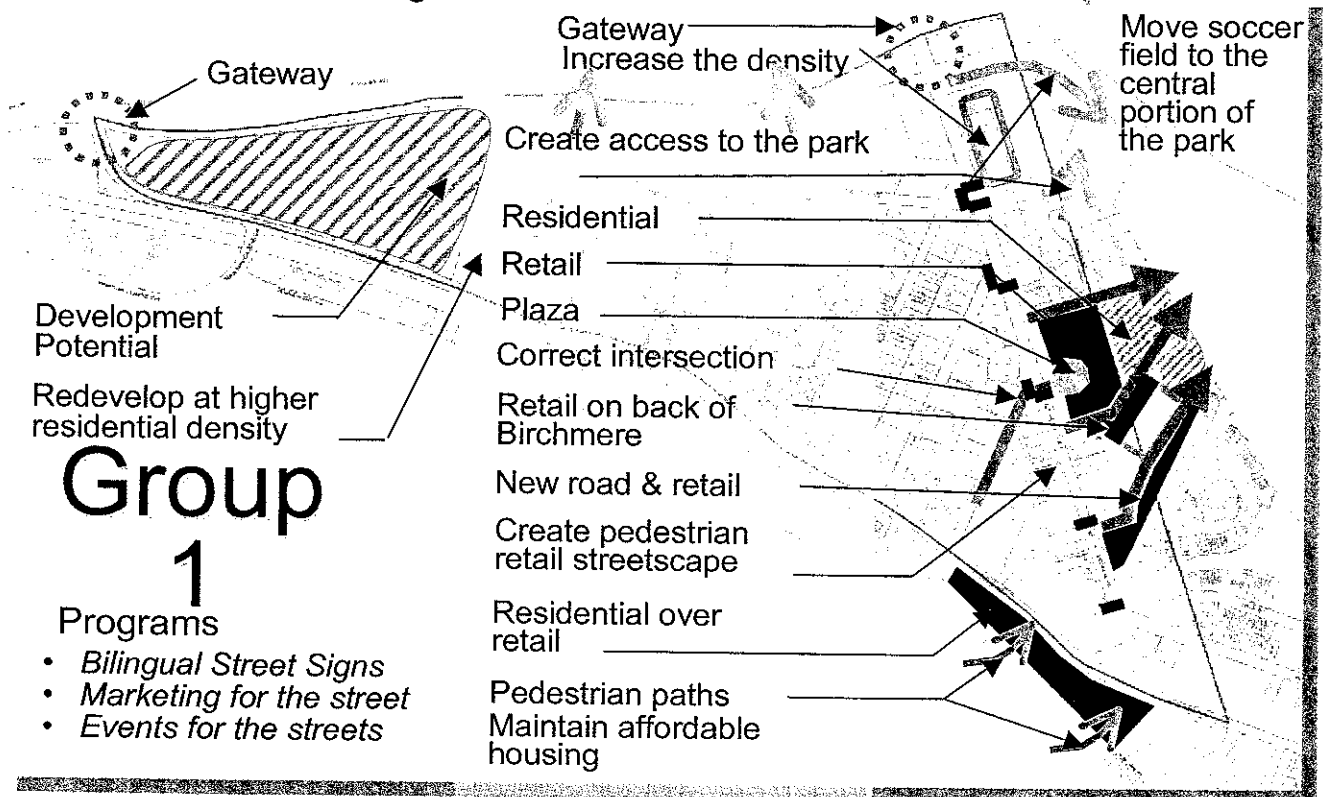 Gateway
Development
Potential
Redevelop at higher
residential density
Group
1
Programs
• Bilingual Street Signs
• Marketing for the street
• Events for the streets
Gateway
Increase the density
Create access to the park
Residential
Retail
Plaza
Correct intersection
Retail on back of
Birchmere
New road & retail
Create pedestrian
retail streetscape
Residential over
retail
Pedestrian paths
Maintain affordable
housing
Move soccer
field to the
central
portion of
the park